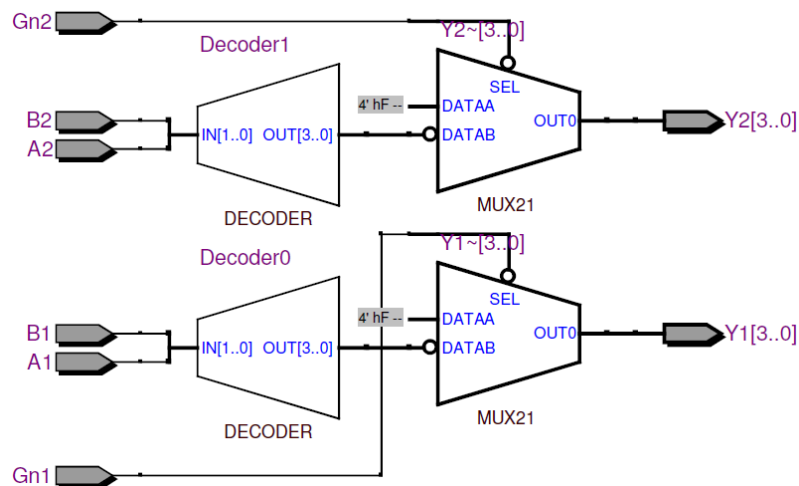 Gn2
Y2~[3..0]
Decoder1
SEL
4' hF --
DATAA
B2
OUT0
Y2[3..0]
IN[1..0]
OUT[3..0]
DATAB
A2
MUX21
DECODER
Y1~[3..0]
Decoder0
SEL
4' hF --
DATAA
B1
OUT0
Y1[3..0]
IN[1..0]
OUT[3..0]
DATAB
A1
MUX21
DECODER
Gn1